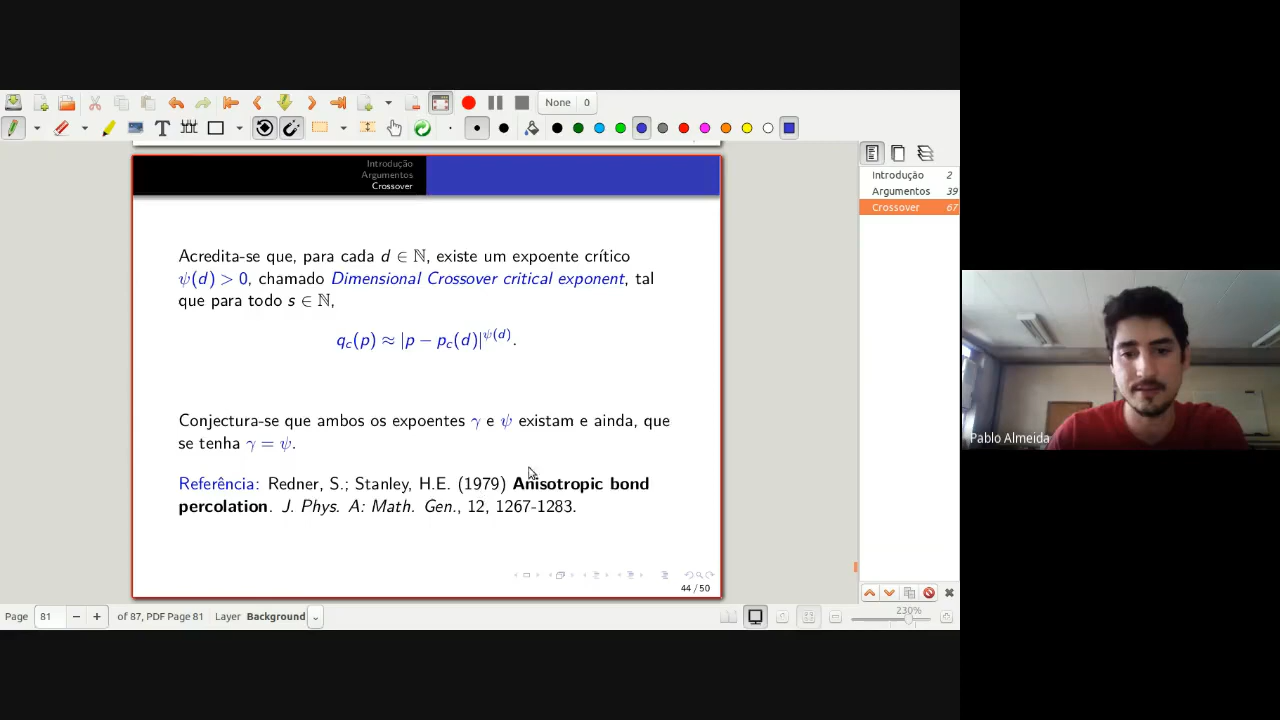 None 0
Introdução
Argumentos
Crossover
Introdução 2
Argumentos 39
Crossover 67
Acredita-se que, para cada d ∈ ℕ, existe um expoente crítico
ψ(d) > 0, chamado Dimensional Crossover critical exponent, tal
que para todo s ∈ ℕ,
q_c(p) ≈ |p − p_c(d)|^ψ(d).
Conjectura-se que ambos os expoentes γ e ψ existam e ainda, que
se tenha γ = ψ.
Referência: Redner, S.; Stanley, H.E. (1979) Anisotropic bond
percolation. J. Phys. A: Math. Gen., 12, 1267-1283.
44 / 50
Pablo Almeida
Page 81 of 87, PDF Page 81 Layer Background
230%